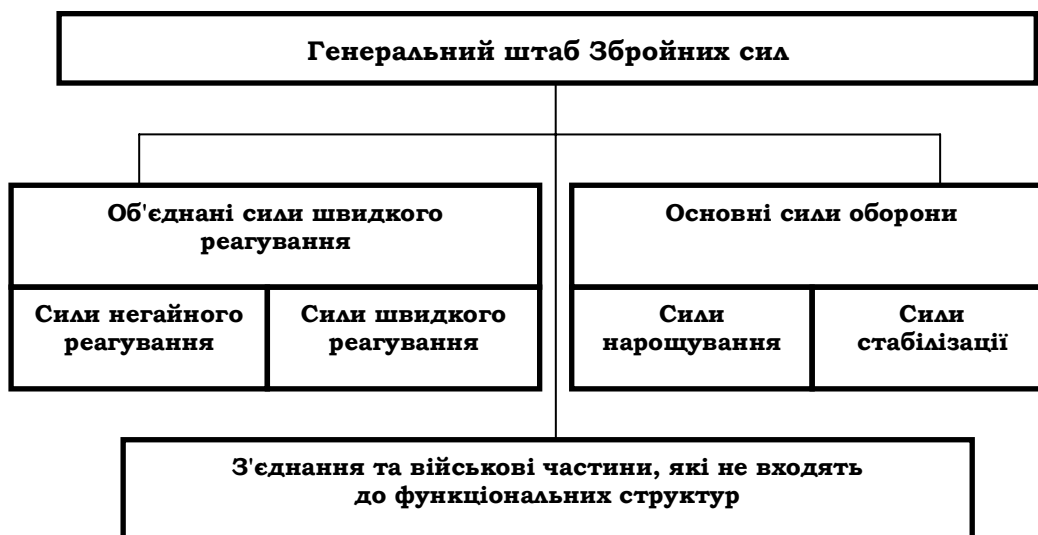 Генеральний штаб Збройних сил
Об'єднані сили швидкого
реагування
Основні сили оборони
Сили негайного
реагування
Сили швидкого
реагування
Сили
нарощування
Сили
стабілізації
З'єднання та військові частини, які не входять
до функціональних структур